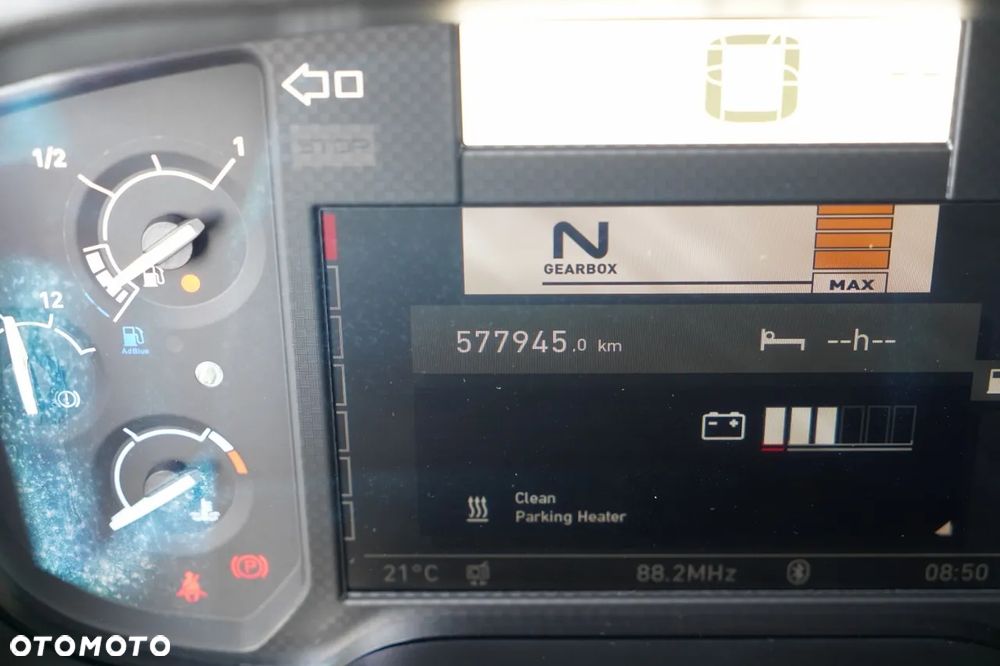 1/2
1
STOP
N
GEARBOX
MAX
12
AdBlue
577945.0 km
--h--
Clean
Parking Heater
21°C
88.2MHz
08:50
OTOMOTO